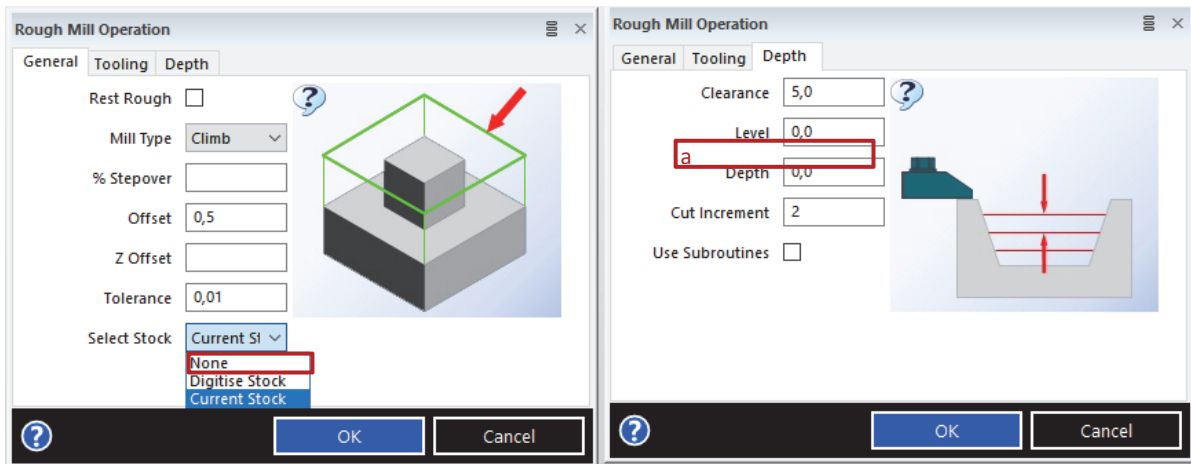 Rough Mill Operation
General Tooling Depth
Rest Rough
Mill Type Climb
% Stepover
Offset 0,5
Z Offset
Tolerance 0,01
Select Stock Current St
None
Digitise Stock
Current Stock
? OK Cancel
?
Rough Mill Operation
General Tooling Depth
Clearance 5,0
Level 0,0
a
Depth 0,0
Cut Increment 2
Use Subroutines
? OK Cancel
?